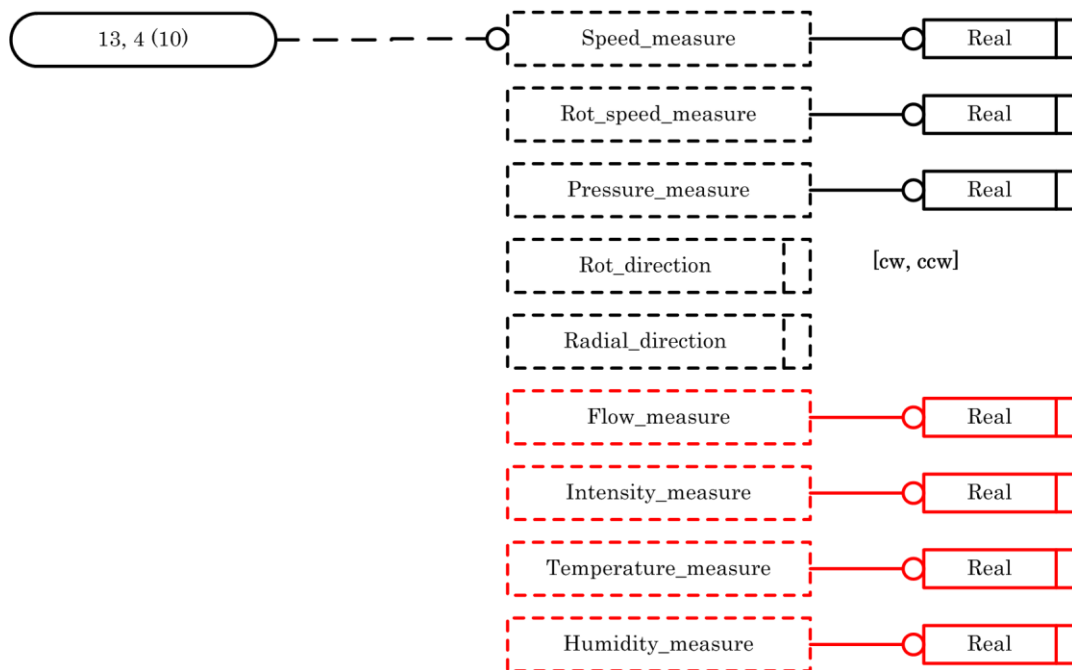 13, 4 (10)
Speed_measure
Real
Rot_speed_measure
Real
Pressure_measure
Real
Rot_direction
[cw, ccw]
Radial_direction
Flow_measure
Real
Intensity_measure
Real
Temperature_measure
Real
Humidity_measure
Real